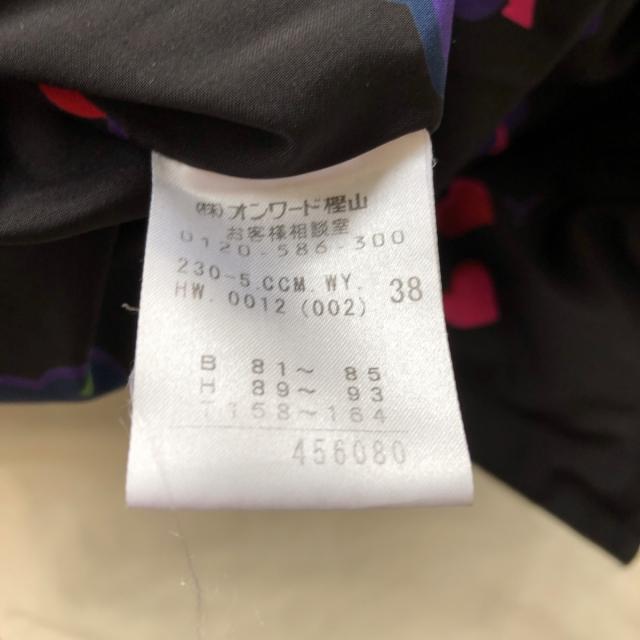 (株)オンワード樫山
お客様相談室
0120-586-300
230-5.CCM.WY.
HW.0012(002) 38
B 81〜 85
H 89〜 93
T158〜164
456080